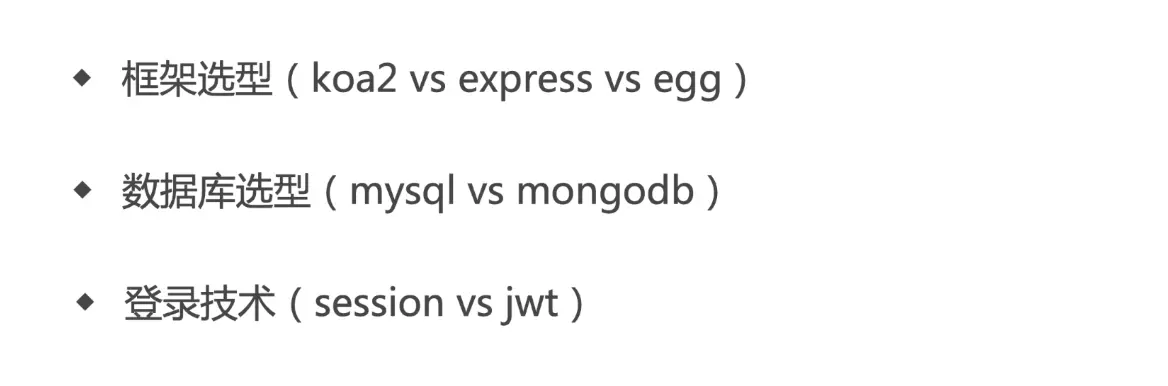 ◆ 框架选型（koa2 vs express vs egg）
◆ 数据库选型（mysql vs mongodb）
◆ 登录技术（session vs jwt）